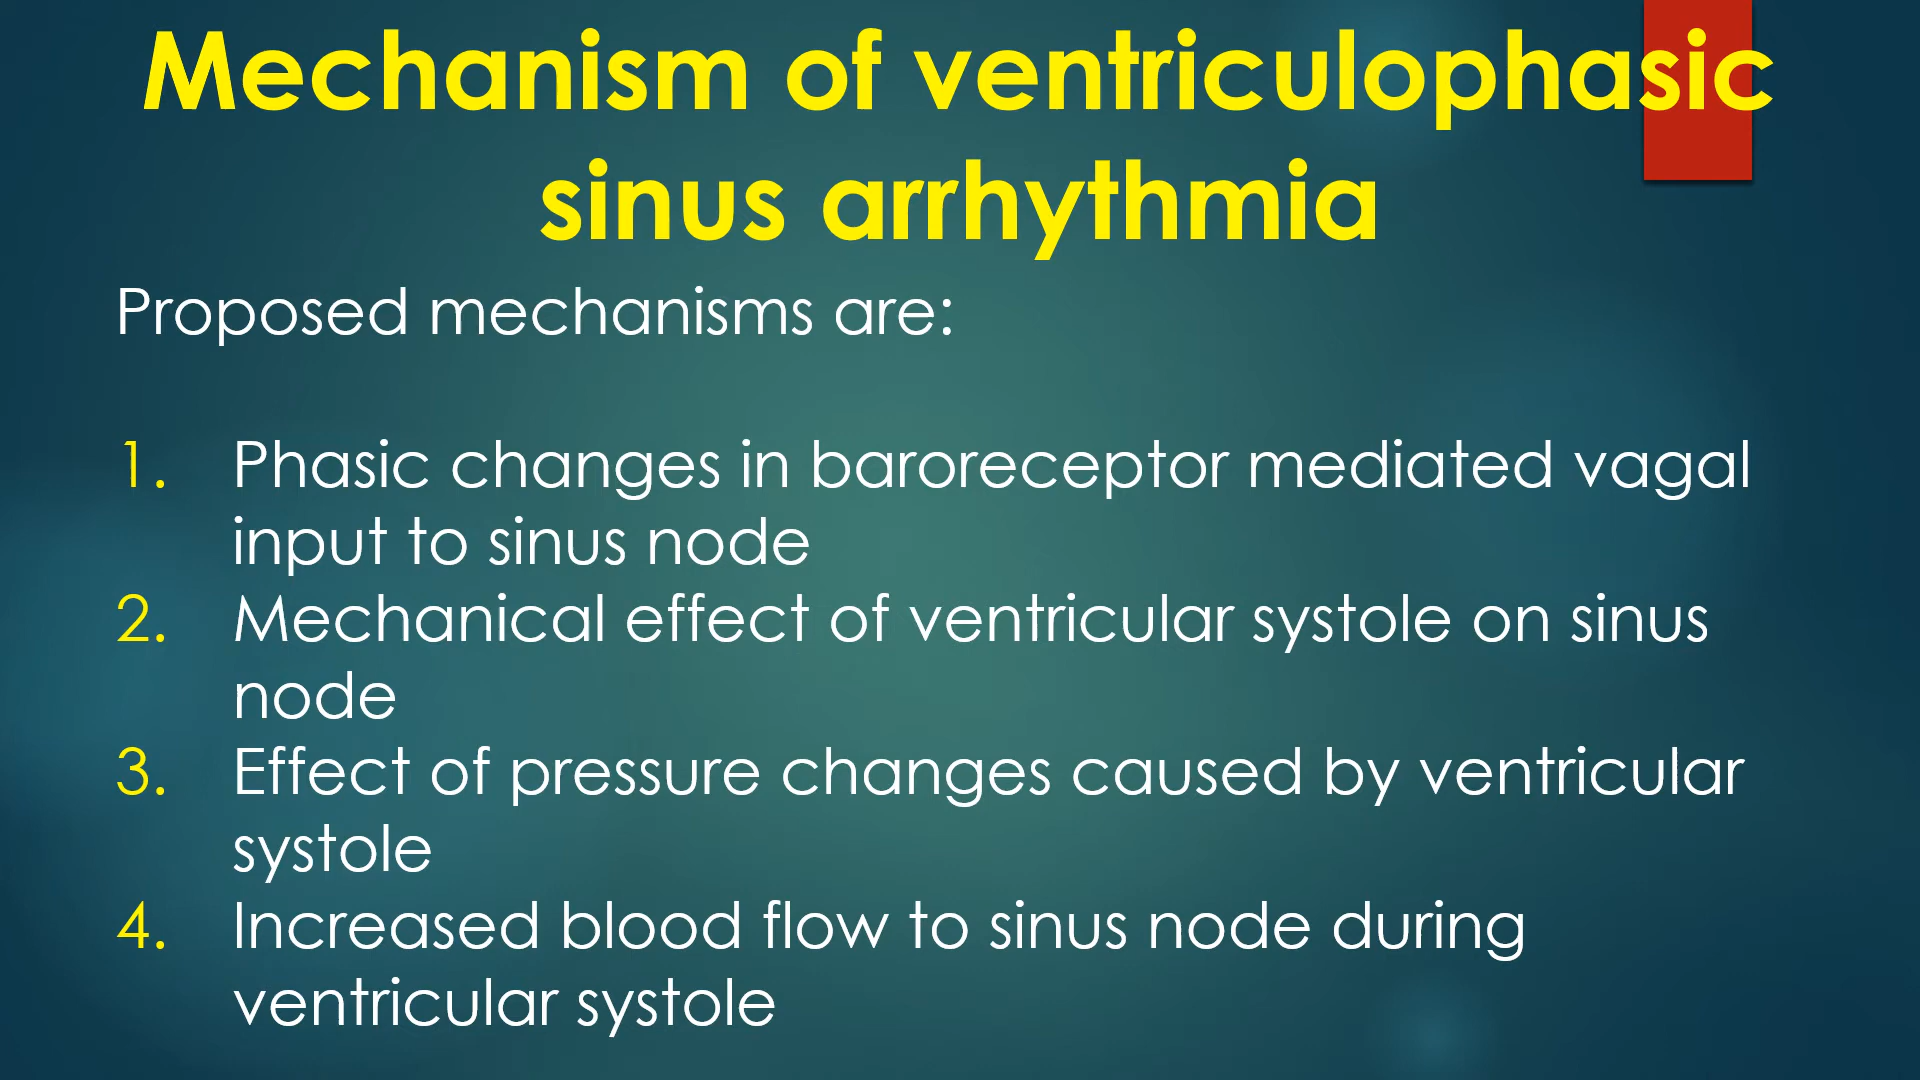 Mechanism of ventriculophasic
sinus arrhythmia
Proposed mechanisms are:
1. Phasic changes in baroreceptor mediated vagal
input to sinus node
2. Mechanical effect of ventricular systole on sinus
node
3. Effect of pressure changes caused by ventricular
systole
4. Increased blood flow to sinus node during
ventricular systole